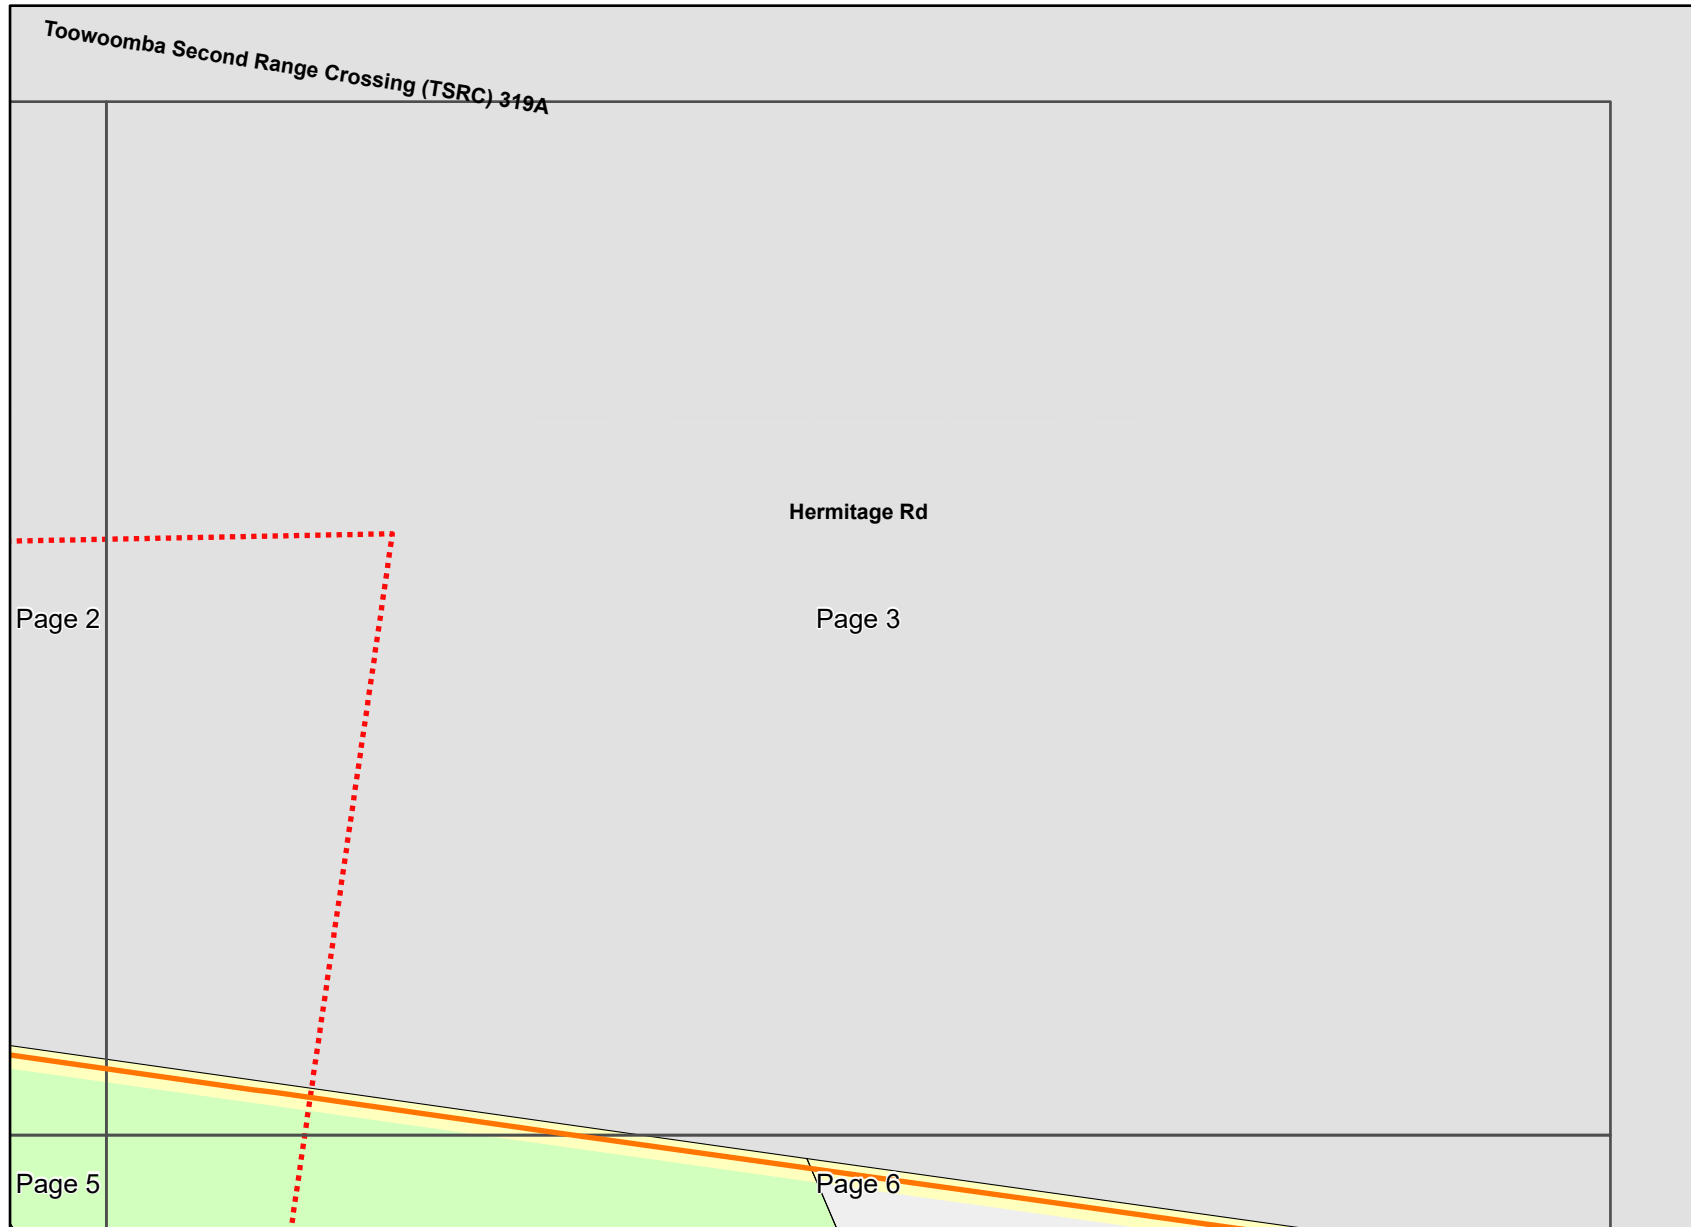 Toowoomba Second Range Crossing (TSRC) 319A
Hermitage Rd
Page 2
Page 3
Page 5
Page 6